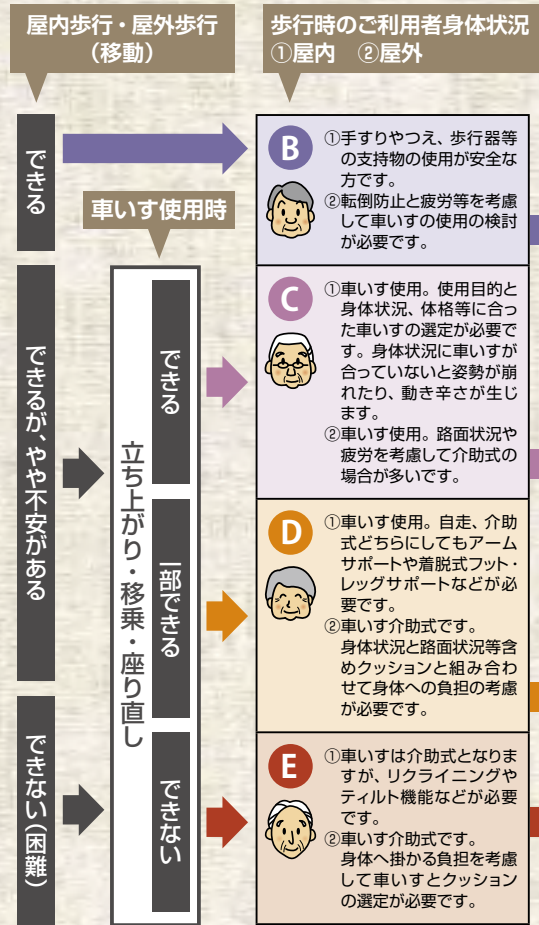 屋内歩行・屋外歩行
（移動）
歩行時のご利用者身体状況
①屋内　②屋外
できる
車いす使用時
B
①手すりやつえ、歩行器等
の支持物の使用が安全な
方です。
②転倒防止と疲労等を考慮
して車いすの使用の検討
が必要です。
できるが、やや不安がある
立ち上がり・移乗・座り直し
できる
C
①車いす使用。使用目的と
身体状況、体格等に合っ
た車いすの選定が必要で
す。身体状況に車いすが
合っていないと姿勢が崩
れたり、動き辛さが生じ
ます。
②車いす使用。路面状況や
疲労を考慮して介助式の
場合が多いです。
一部できる
D
①車いす使用。自走、介助
式どちらにしてもアーム
サポートや着脱式フット・
レッグサポートなどが必
要です。
②車いす介助式です。
身体状況と路面状況等含
めクッションと組み合わ
せて身体への負担の考慮
が必要です。
できない（困難）
できない
E
①車いすは介助式となりま
すが、リクライニングや
ティルト機能などが必要
です。
②車いす介助式です。
身体へ掛かる負担を考慮
して車いすとクッション
の選定が必要です。